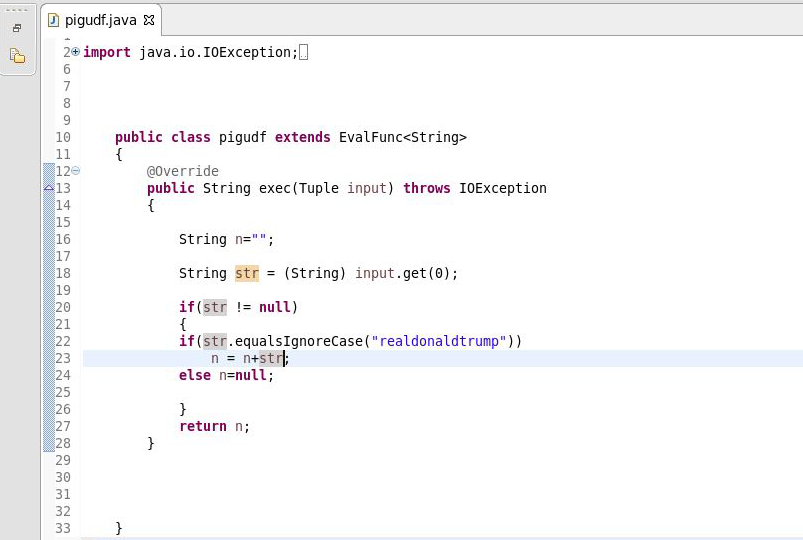 pigudf.java
2 import java.io.IOException;
6
7
8
9
10 public class pigudf extends EvalFunc<String>
11 {
12 @Override
13 public String exec(Tuple input) throws IOException
14 {
15
16 String n="";
17
18 String str = (String) input.get(0);
19
20 if(str != null)
21 {
22 if(str.equalsIgnoreCase("realdonaldtrump"))
23 n = n+str;
24 else n=null;
25
26 }
27 return n;
28 }
29
30
31
32
33 }